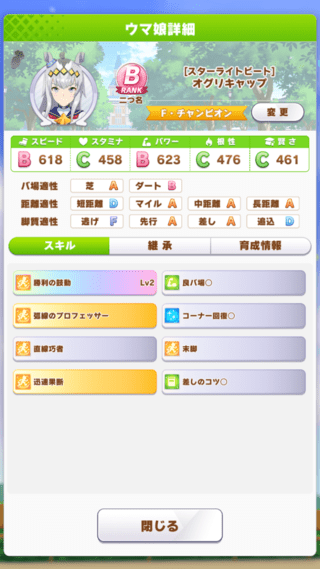 ウマ娘詳細
B RANK
二つ名
[スターライトビート]
オグリキャップ
F・チャンピオン
変更
スピード スタミナ パワー 根性 賢さ
B 618 C 458 B 623 C 476 C 461
バ場適性 芝 A ダート B
距離適性 短距離 D マイル A 中距離 A 長距離 A
脚質適性 逃げ F 先行 A 差し A 追込 D
スキル 継承 育成情報
勝利の鼓動 Lv2 良バ場○
弧線のプロフェッサー コーナー回復○
直線巧者 末脚
迅速果断 差しのコツ○
閉じる